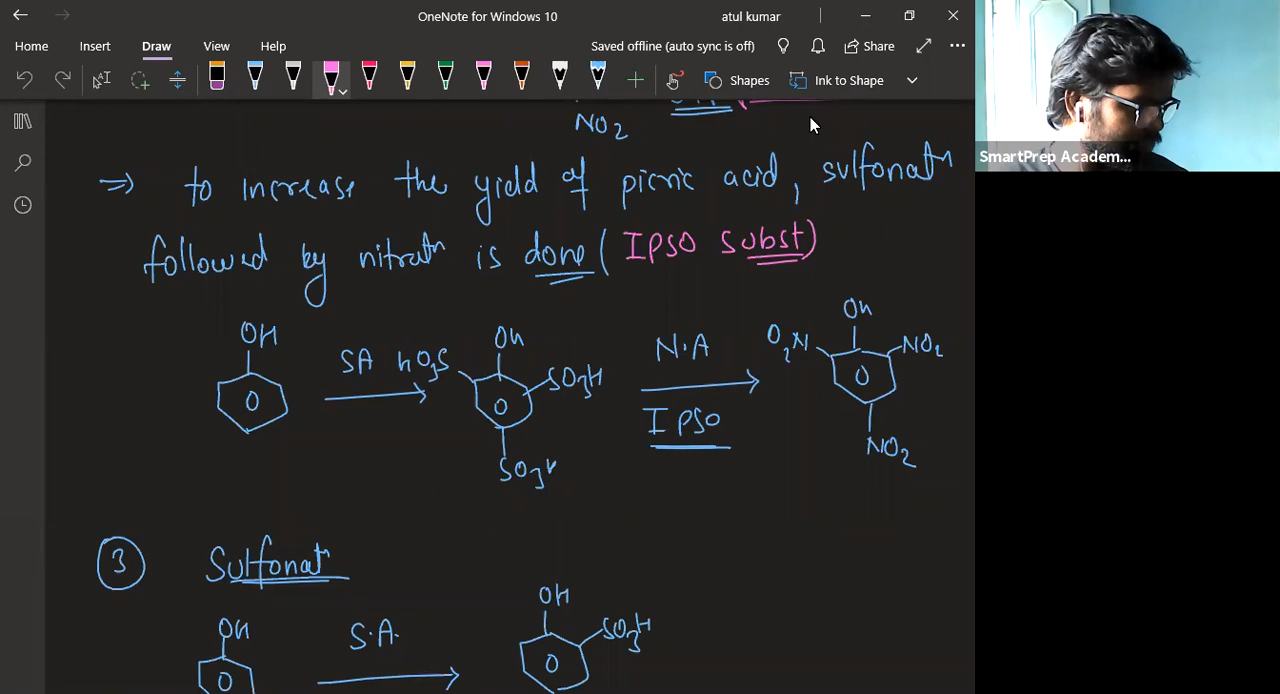 OneNote for Windows 10
atul kumar
Home Insert Draw View Help
Saved offline (auto sync is off)
Share
Shapes
Ink to Shape
SmartPrep Academ...
NO2
=> to increase the yield of picric acid, sulfonatn
followed by nitratn is done (IPSO subst)
OH
SA
HO3S
OH
SO3H
SO3H
N.A
IPSO
OH
O2N
NO2
NO2
3 Sulfonat
OH
S.A.
OH
SO3H